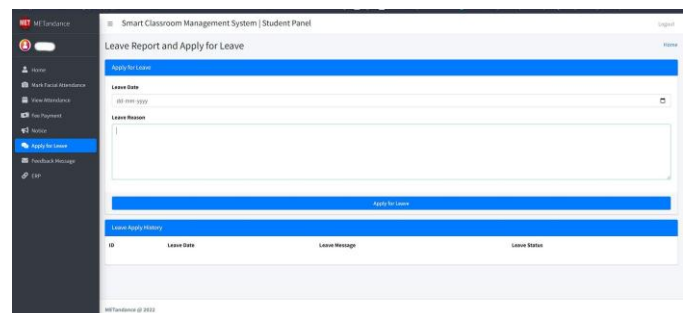 MET METandance
≡ Smart Classroom Management System | Student Panel
Logout
Leave Report and Apply for Leave
Home
Home
Mark Facial Attendance
View Attendance
Fee Payment
Notice
Apply for Leave
Feedback Message
ERP
Apply for Leave
Leave Date
dd-mm-yyyy
Leave Reason
Apply for Leave
Leave Apply History
ID Leave Date Leave Message Leave Status
METandance @ 2022